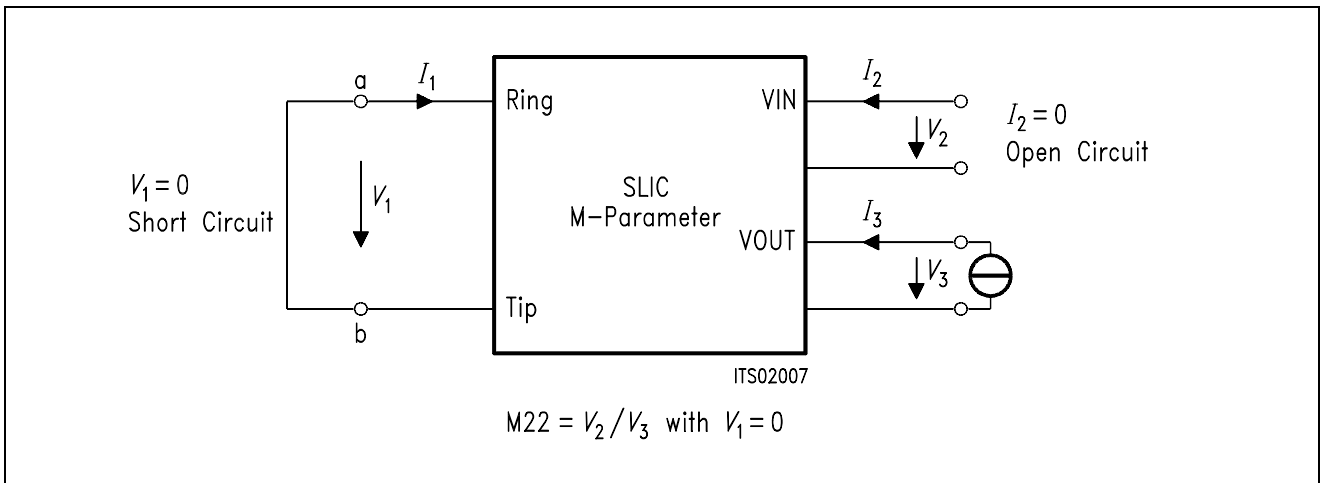 a
I1
Ring
VIN
I2
V2
I2 = 0
Open Circuit
V1 = 0
Short Circuit
V1
SLIC
M-Parameter
VOUT
I3
V3
Tip
b
ITS02007
M22 = V2/V3 with V1 = 0